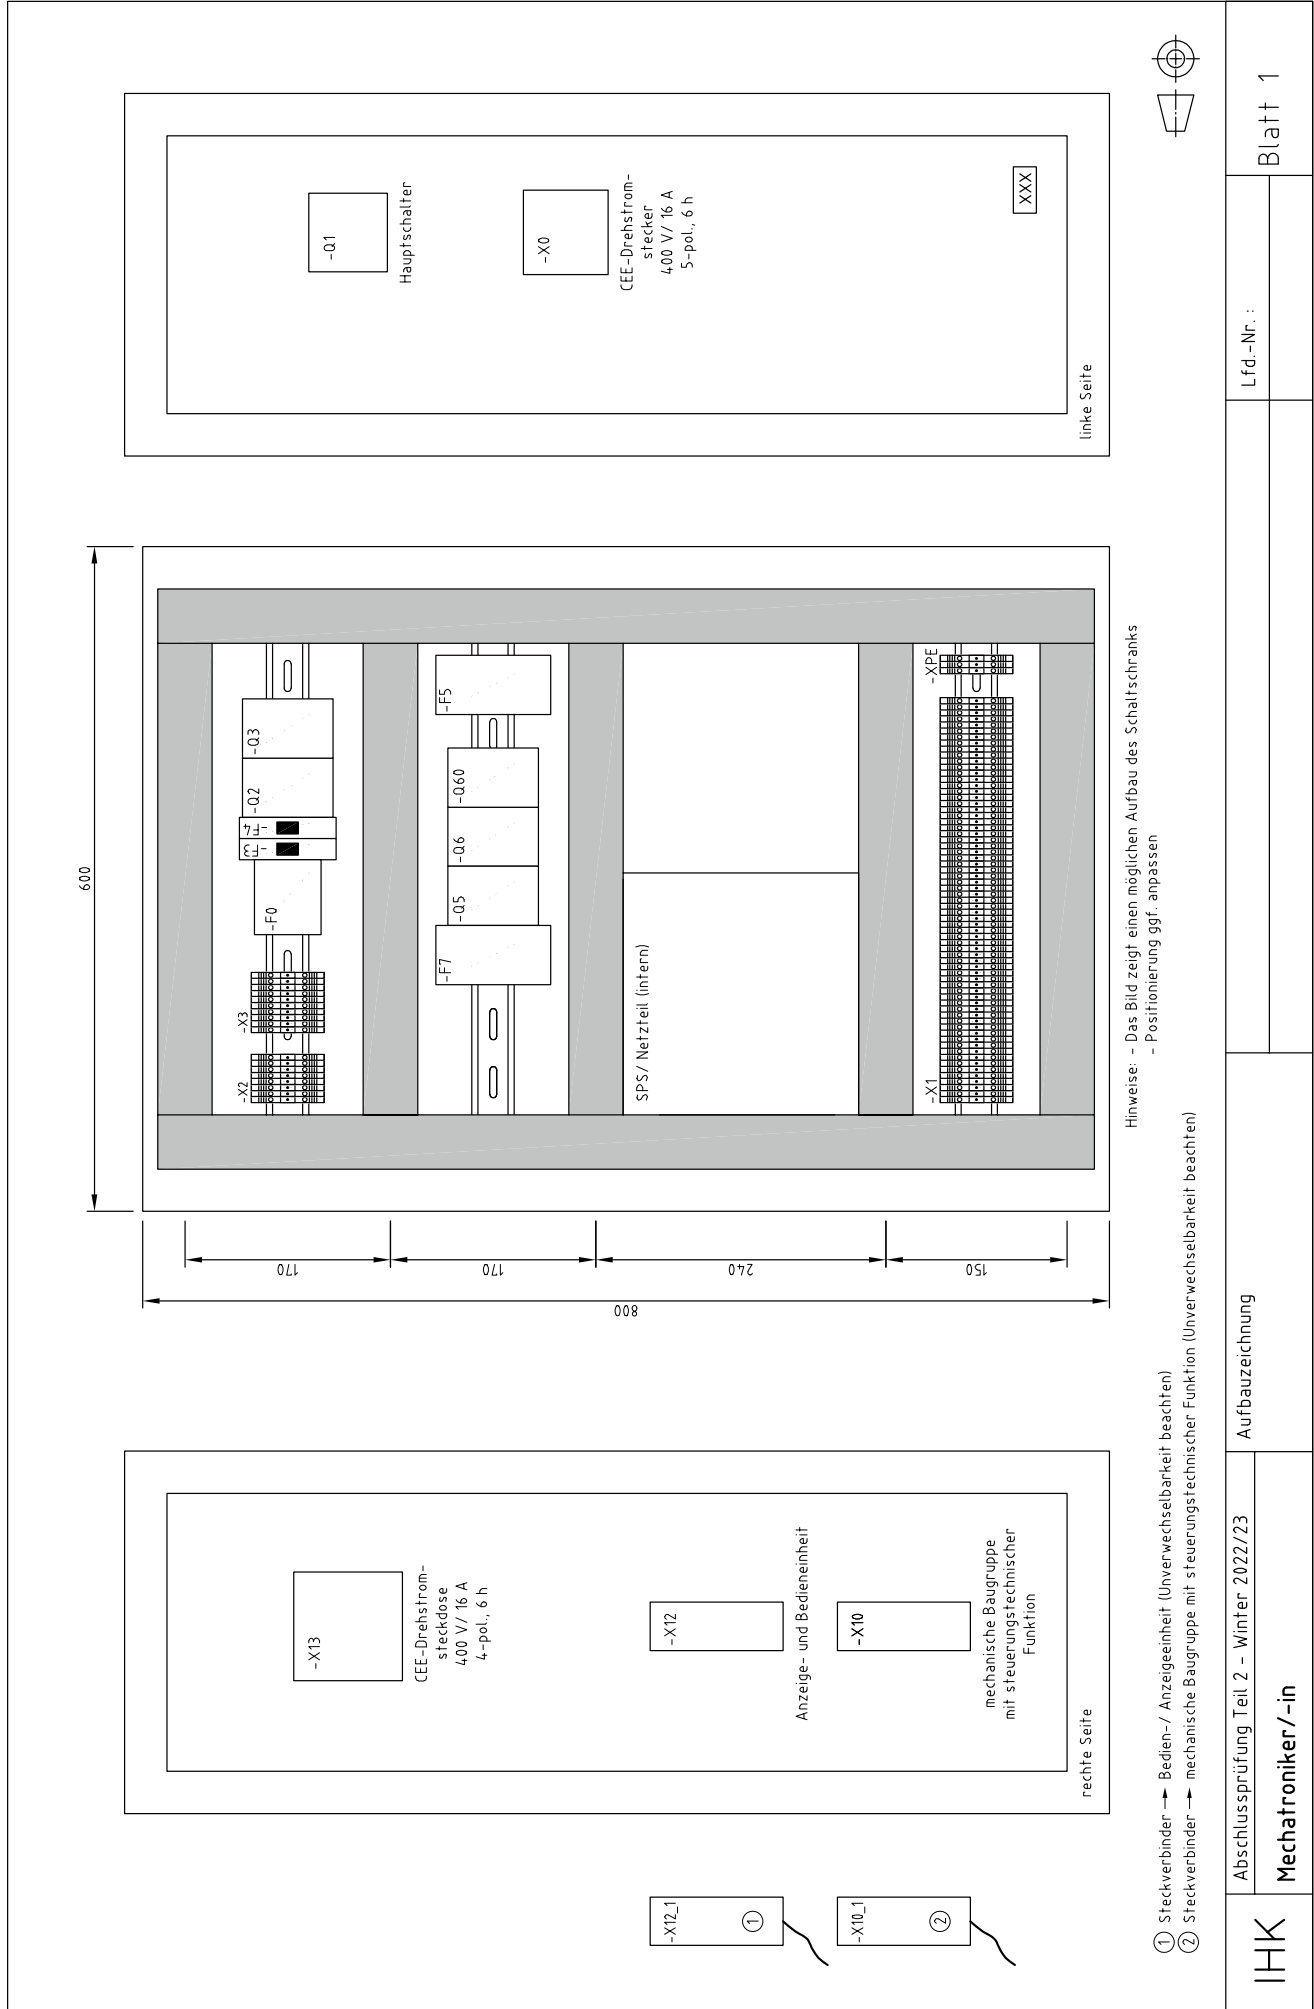 -X12_1
1
-X10_1
2
-X13
CEE-Drehstrom-
steckdose
400 V/ 16 A
4-pol., 6 h
-X12
Anzeige- und Bedieneinheit
-X10
mechanische Baugruppe
mit steuerungstechnischer
Funktion
rechte Seite
600
800
170
170
240
150
-X2
-X3
-F0
-F3
-F4
-Q2
-Q3
-F7
-Q5
-Q6
-Q60
-F5
SPS/ Netzteil (intern)
-X1
-XPE
Hinweise: - Das Bild zeigt einen möglichen Aufbau des Schaltschranks
- Positionierung ggf. anpassen
-Q1
Hauptschalter
-X0
CEE-Drehstrom-
stecker
400 V/ 16 A
5-pol., 6 h
XXX
linke Seite
1 Steckverbinder → Bedien-/ Anzeigeeinheit (Unverwechselbarkeit beachten)
2 Steckverbinder → mechanische Baugruppe mit steuerungstechnischer Funktion (Unverwechselbarkeit beachten)
IHK
Abschlussprüfung Teil 2 - Winter 2022/23
Mechatroniker/-in
Aufbauzeichnung
Lfd.-Nr. :
Blatt 1